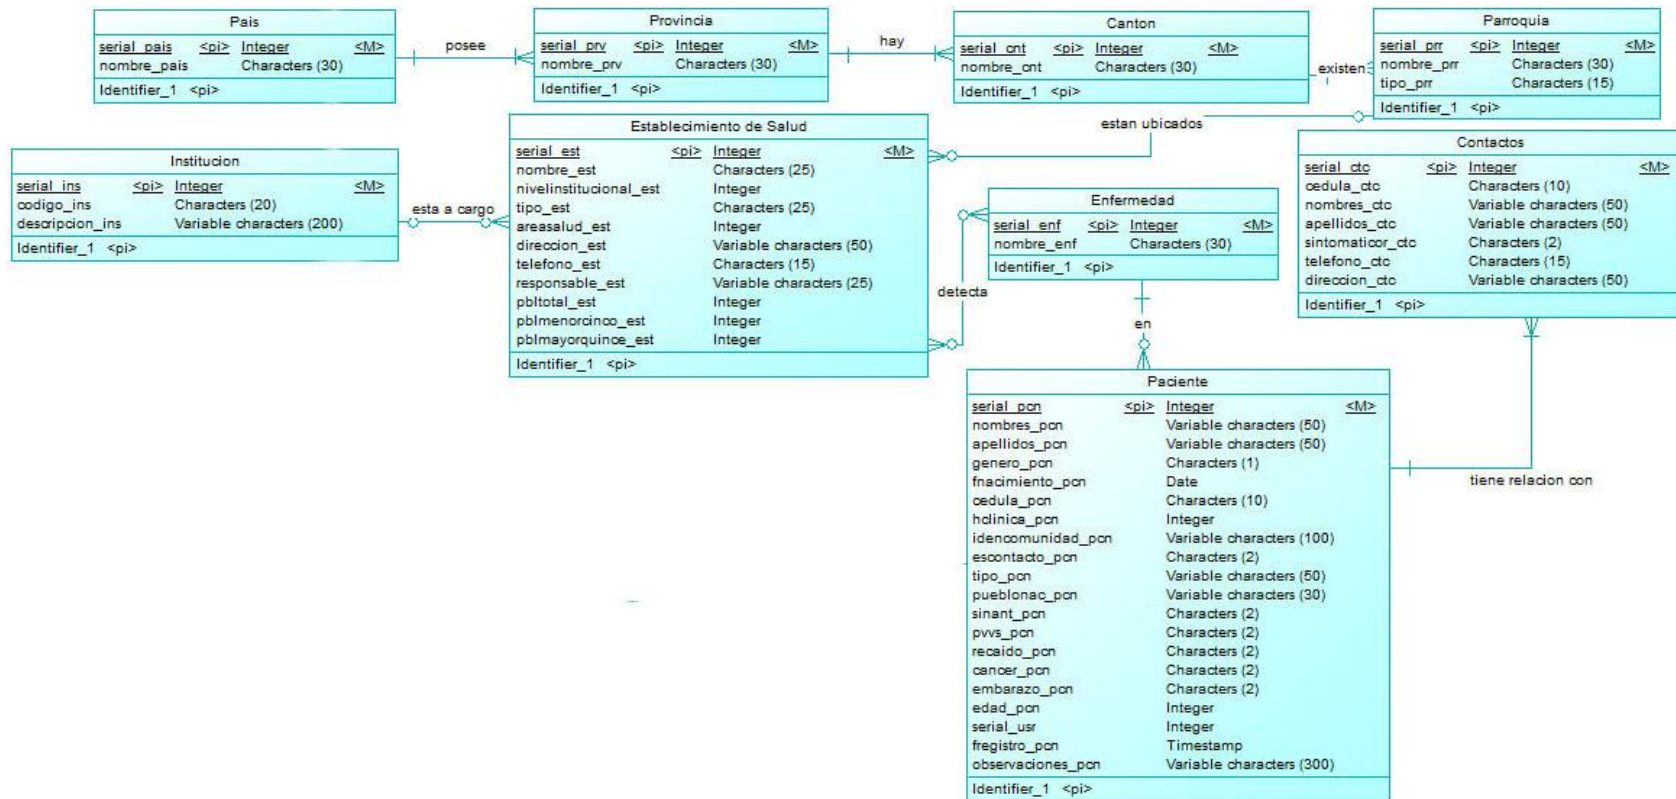 Pais
serial_pais <pi> Integer <M>
nombre_pais Characters (30)
Identifier_1 <pi>
posee
Provincia
serial_prv <pi> Integer <M>
nombre_prv Characters (30)
Identifier_1 <pi>
hay
Canton
serial_cnt <pi> Integer <M>
nombre_cnt Characters (30)
Identifier_1 <pi>
existen
Parroquia
serial_prr <pi> Integer <M>
nombre_prr Characters (30)
tipo_prr Characters (15)
Identifier_1 <pi>
estan ubicados
Institucion
serial_ins <pi> Integer <M>
codigo_ins Characters (20)
descripcion_ins Variable characters (200)
Identifier_1 <pi>
esta a cargo
Establecimiento de Salud
serial_est <pi> Integer <M>
nombre_est Characters (25)
nivelinstitucional_est Integer
tipo_est Characters (25)
areasalud_est Integer
direccion_est Variable characters (50)
telefono_est Characters (15)
responsable_est Variable characters (25)
pbltotal_est Integer
pblmenorcinco_est Integer
pblmayorquince_est Integer
Identifier_1 <pi>
detecta
Enfermedad
serial_enf <pi> Integer <M>
nombre_enf Characters (30)
Identifier_1 <pi>
en
Contactos
serial_ctc <pi> Integer <M>
cedula_ctc Characters (10)
nombres_ctc Variable characters (50)
apellidos_ctc Variable characters (50)
sintomaticor_ctc Characters (2)
telefono_ctc Characters (15)
direccion_ctc Variable characters (50)
Identifier_1 <pi>
tiene relacion con
Paciente
serial_pcn <pi> Integer <M>
nombres_pcn Variable characters (50)
apellidos_pcn Variable characters (50)
genero_pcn Characters (1)
fnacimiento_pcn Date
cedula_pcn Characters (10)
hclinica_pcn Integer
idencomunidad_pcn Variable characters (100)
escontacto_pcn Characters (2)
tipo_pcn Variable characters (50)
pueblonac_pcn Variable characters (30)
sinant_pcn Characters (2)
pvvs_pcn Characters (2)
recaido_pcn Characters (2)
cancer_pcn Characters (2)
embarazo_pcn Characters (2)
edad_pcn Integer
serial_usr Integer
fregistro_pcn Timestamp
observaciones_pcn Variable characters (300)
Identifier_1 <pi>